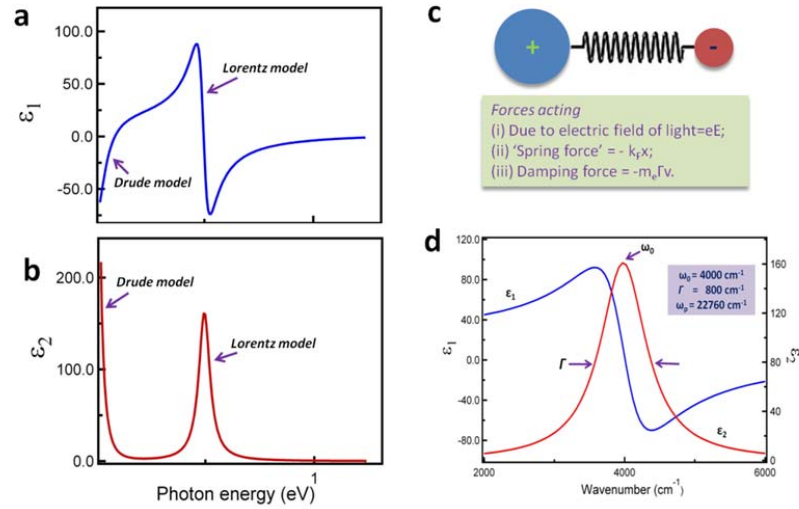 a
100.0
50.0
0.0
-50.0
ε1
Lorentz model
Drude model
b
200.0
100.0
0.0
ε2
Drude model
Lorentz model
1
Photon energy (eV)
c
+
-
Forces acting
(i) Due to electric field of light=eE;
(ii) ‘Spring force’ = - kfx;
(iii) Damping force = -meΓv.
d
120.0
80.0
40.0
0.0
-40.0
-80.0
ε1
ω0
ω0 = 4000 cm-1
Γ = 800 cm-1
ωp = 22760 cm-1
ε1
Γ
ε2
160
120
80
40
0
ε2
2000 4000 6000
Wavenumber (cm-1)